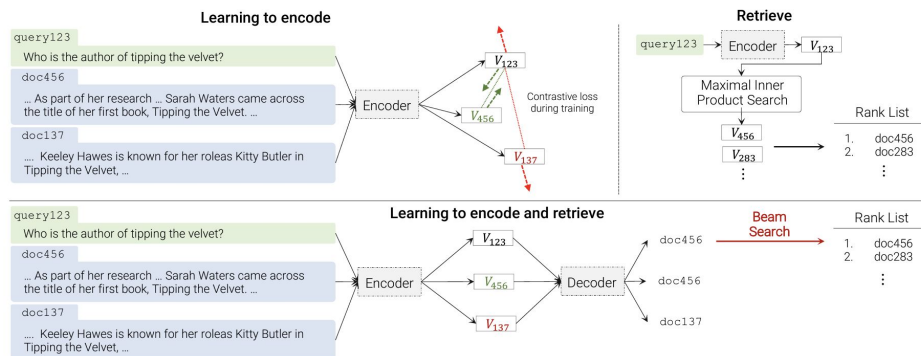 Learning to encode
query123
Who is the author of tipping the velvet?
doc456
... As part of her research ... Sarah Waters came across
the title of her first book, Tipping the Velvet. ...
doc137
.... Keeley Hawes is known for her roleas Kitty Butler in
Tipping the Velvet, ...
Encoder
V123
V456
V137
Contrastive loss
during training
Retrieve
query123
Encoder
V123
Maximal Inner
Product Search
V456
V283
⋮
Rank List
1. doc456
2. doc283
⋮
Learning to encode and retrieve
query123
Who is the author of tipping the velvet?
doc456
... As part of her research ... Sarah Waters came across
the title of her first book, Tipping the Velvet. ...
doc137
.... Keeley Hawes is known for her roleas Kitty Butler in
Tipping the Velvet, ...
Encoder
V123
V456
V137
Decoder
doc456
doc456
doc137
Beam
Search
Rank List
1. doc456
2. doc283
⋮